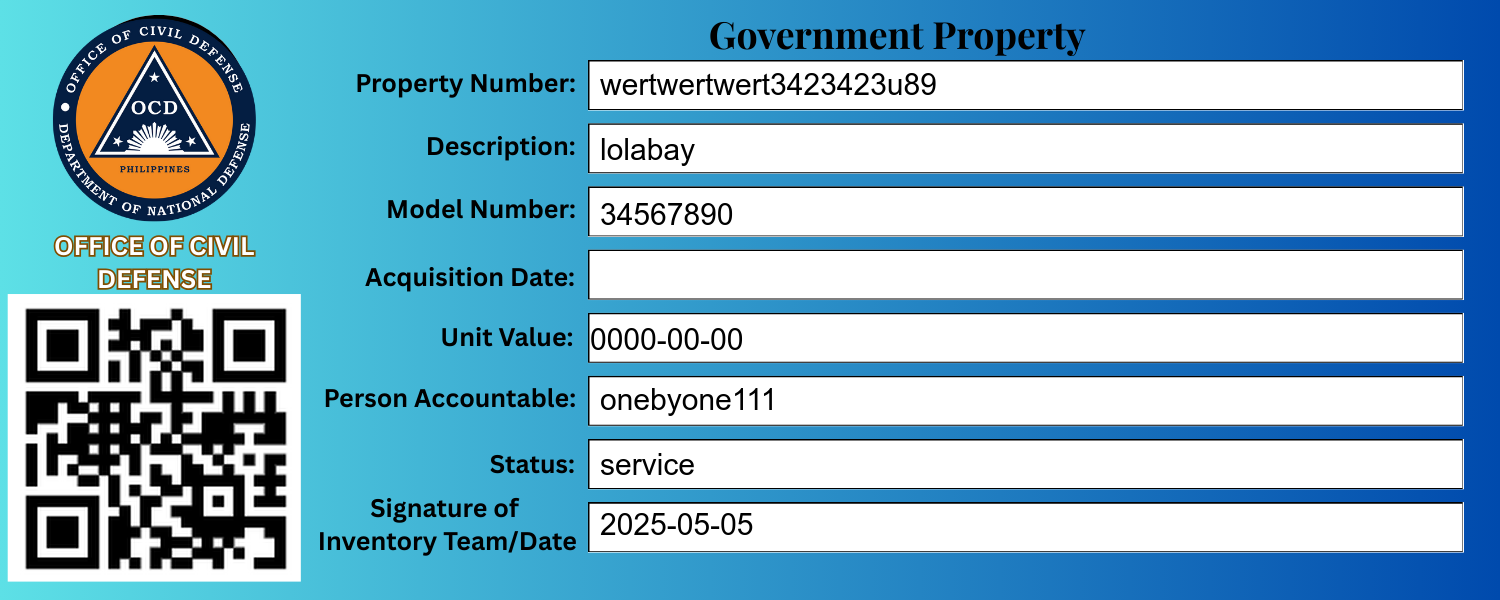 OFFICE OF CIVIL DEFENSE
OCD
PHILIPPINES
DEPARTMENT OF NATIONAL DEFENSE
OFFICE OF CIVIL
DEFENSE
Government Property
Property Number: wertwertwert3423423u89
Description: lolabay
Model Number: 34567890
Acquisition Date:
Unit Value: 0000-00-00
Person Accountable: onebyone111
Status: service
Signature of
Inventory Team/Date 2025-05-05